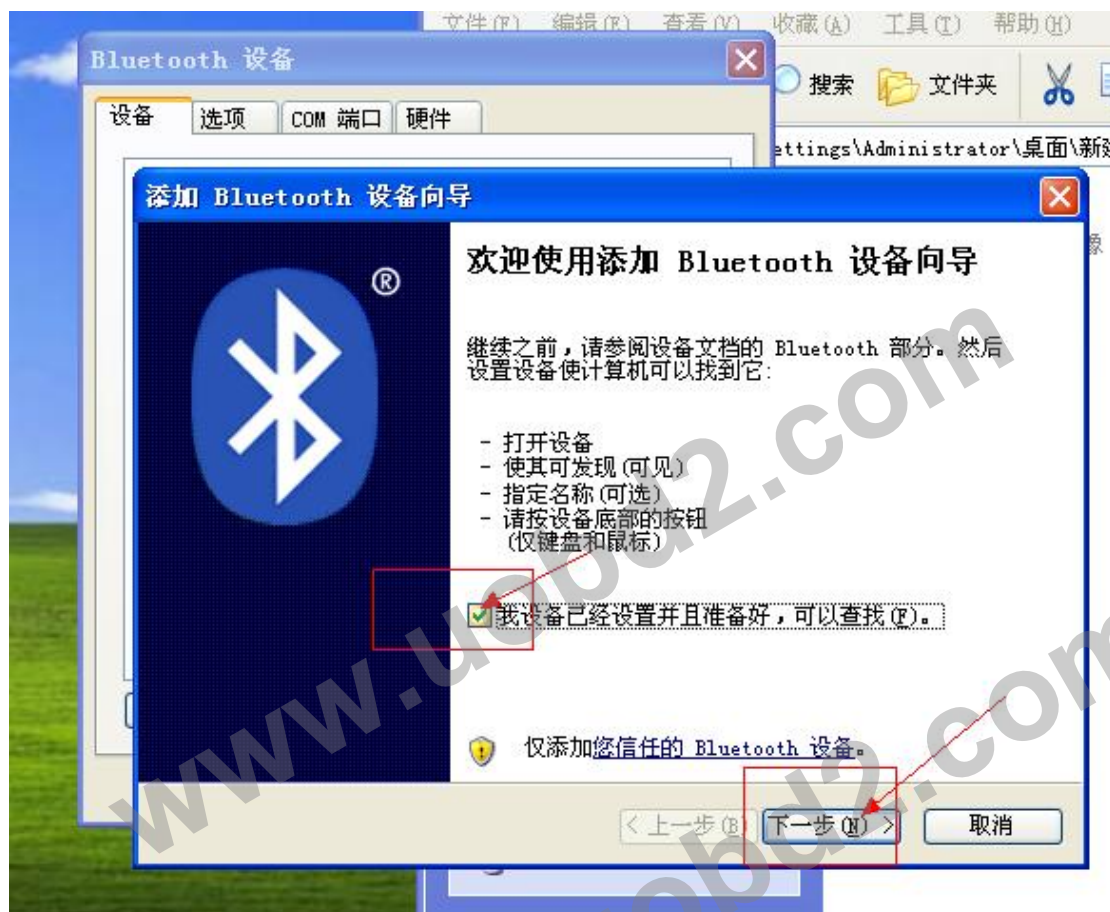 文件(F) 编辑(E) 查看(V) 收藏(A) 工具(T) 帮助(H)
Bluetooth 设备
搜索 文件夹
设备 选项 COM 端口 硬件
ettings\Administrator\桌面\新建
添加 Bluetooth 设备向导
®
欢迎使用添加 Bluetooth 设备向导
继续之前，请参阅设备文档的 Bluetooth 部分。然后
设置设备使计算机可以找到它：
- 打开设备
- 使其可发现(可见)
- 指定名称(可选)
- 请按设备底部的按钮
(仅键盘和鼠标)
我设备已经设置并且准备好，可以查找(F)。
仅添加您信任的 Bluetooth 设备。
< 上一步(B) 下一步(N) > 取消
www.uobd2.com
obd2.com